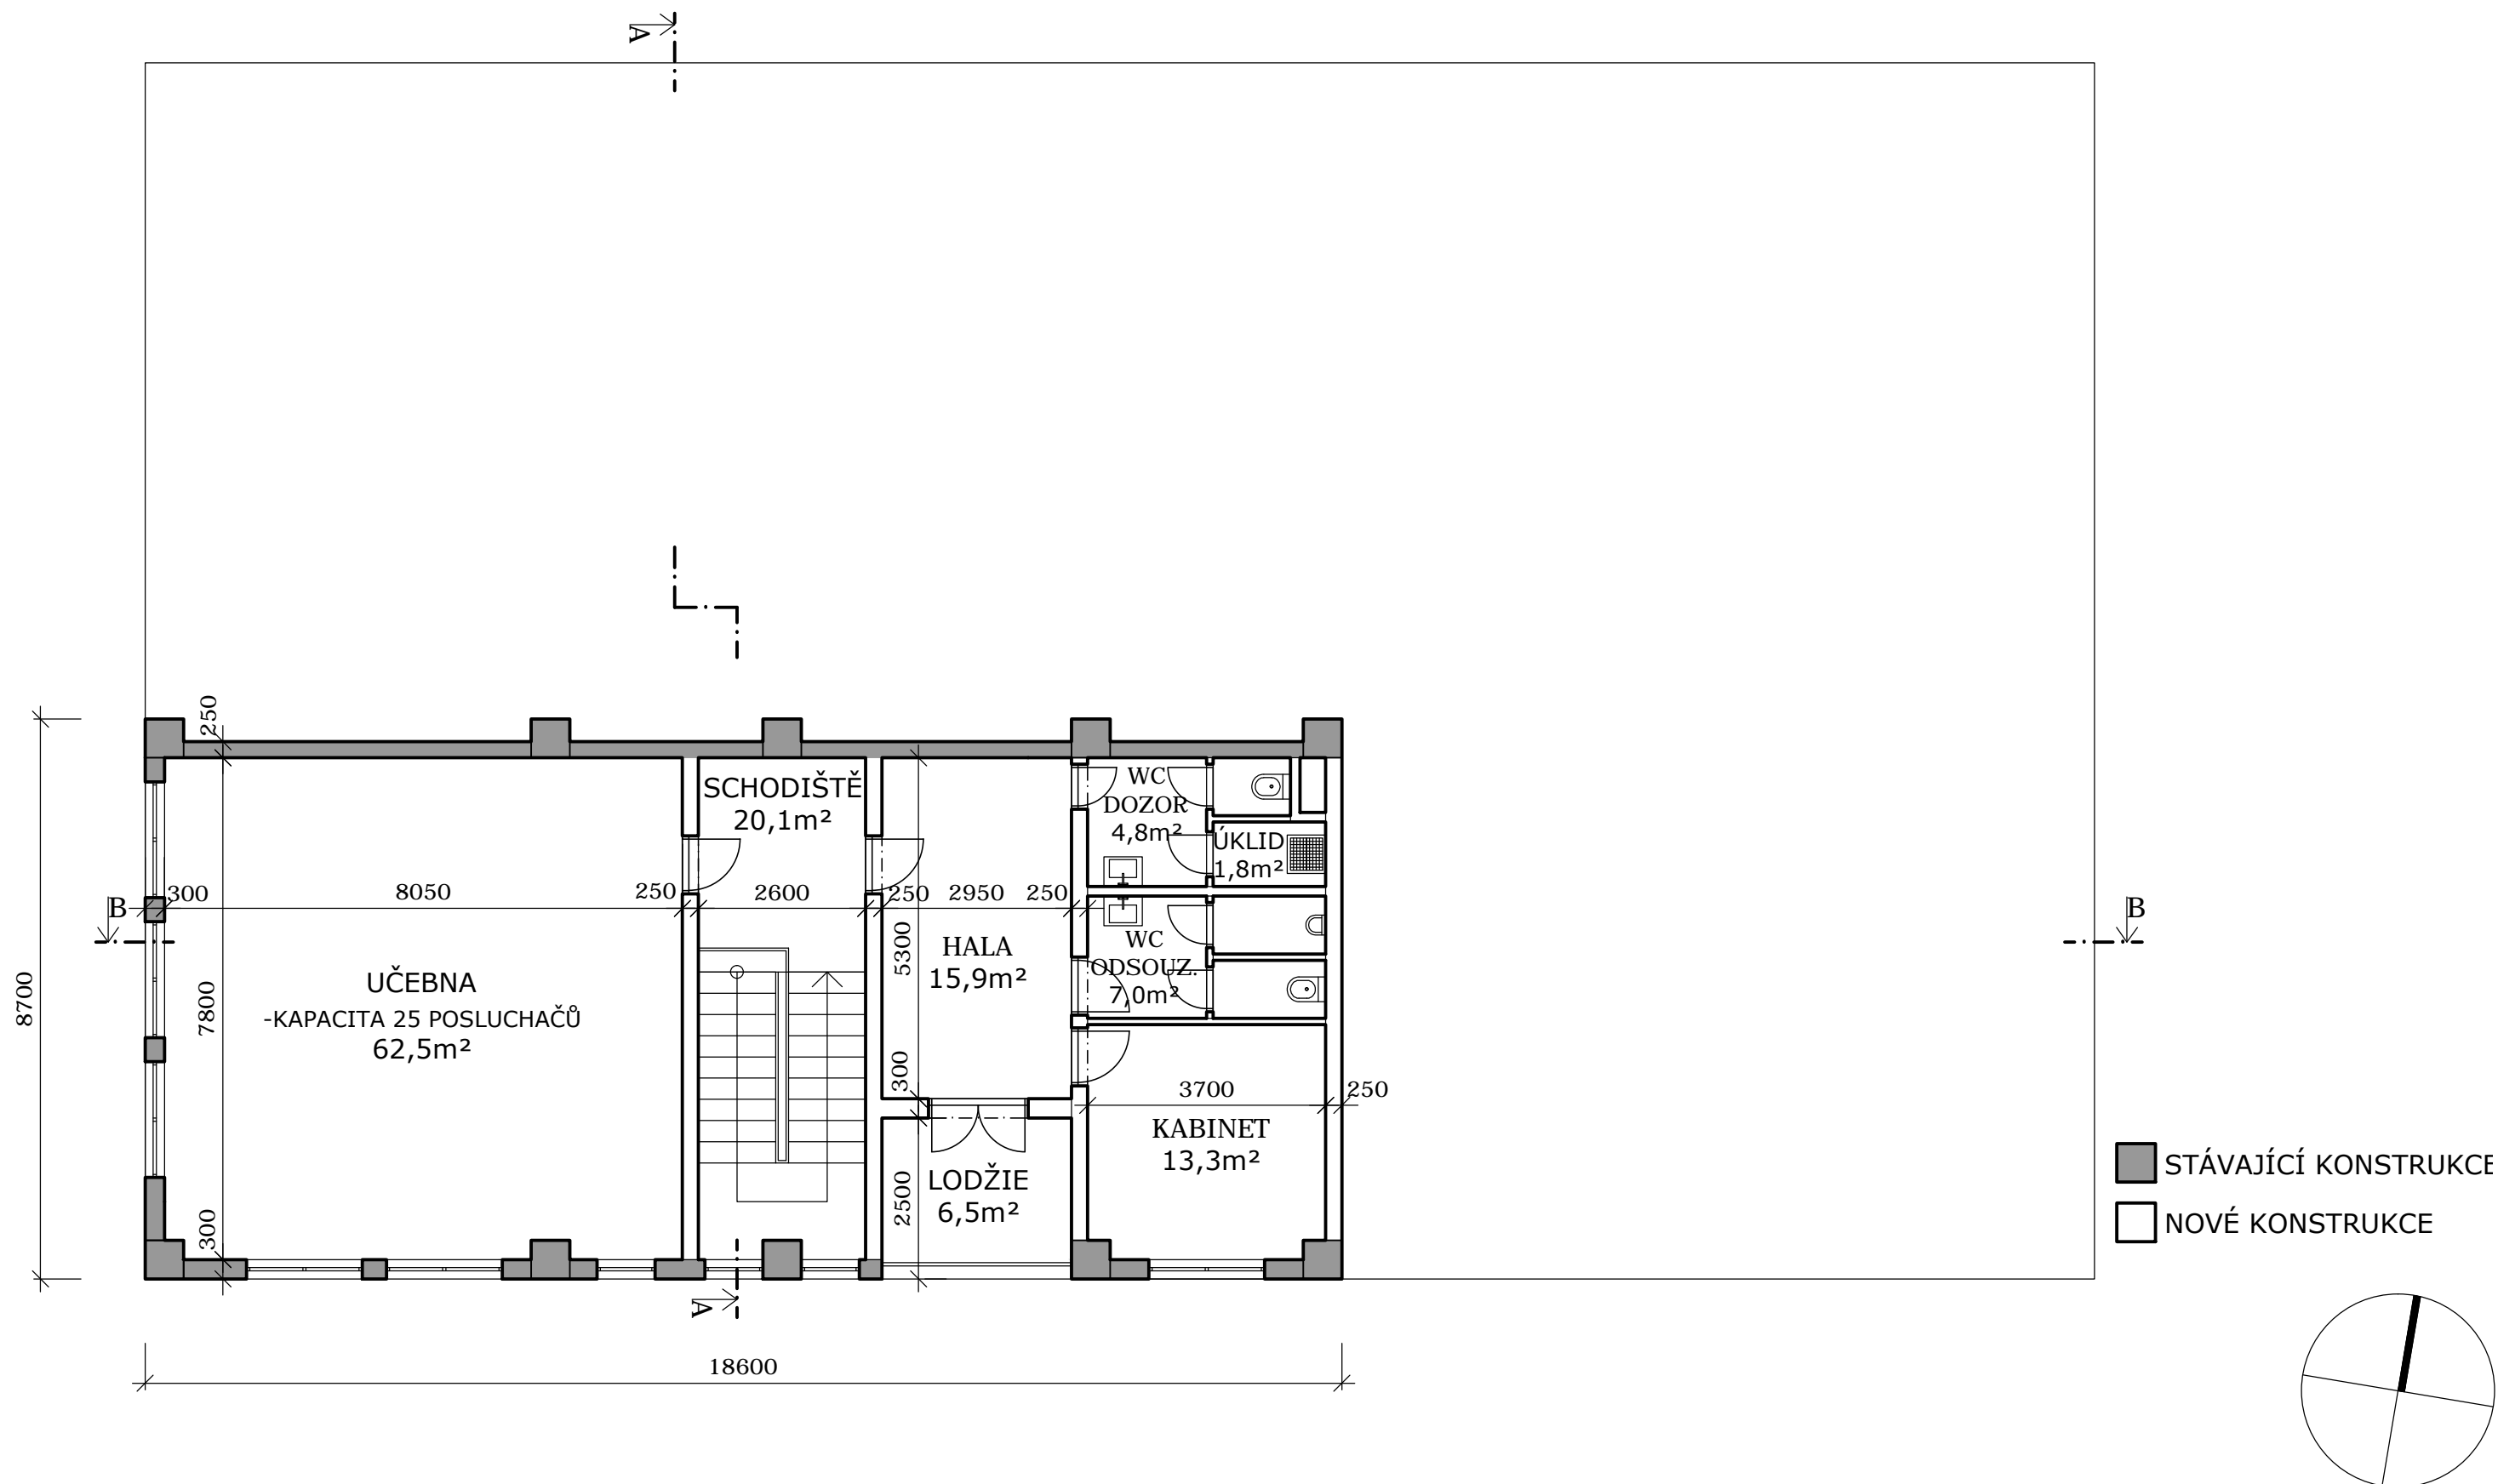 A
250
SCHODIŠTĚ
20,1m²
WC
DOZOR
4,8m²
ÚKLID
1,8m²
B
300
8050
250
2600
250
2950
250
B
8700
7800
UČEBNA
-KAPACITA 25 POSLUCHAČŮ
62,5m²
5300
HALA
15,9m²
WC
ODSOUZ.
7,0m²
300
3700
250
KABINET
13,3m²
300
2500
LODŽIE
6,5m²
STÁVAJÍCÍ KONSTRUKCE
NOVÉ KONSTRUKCE
A
18600